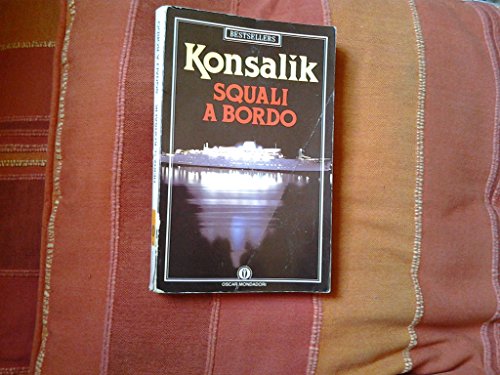 BESTSELLERS
Konsalik
SQUALI
A BORDO
OSCAR MONDADORI